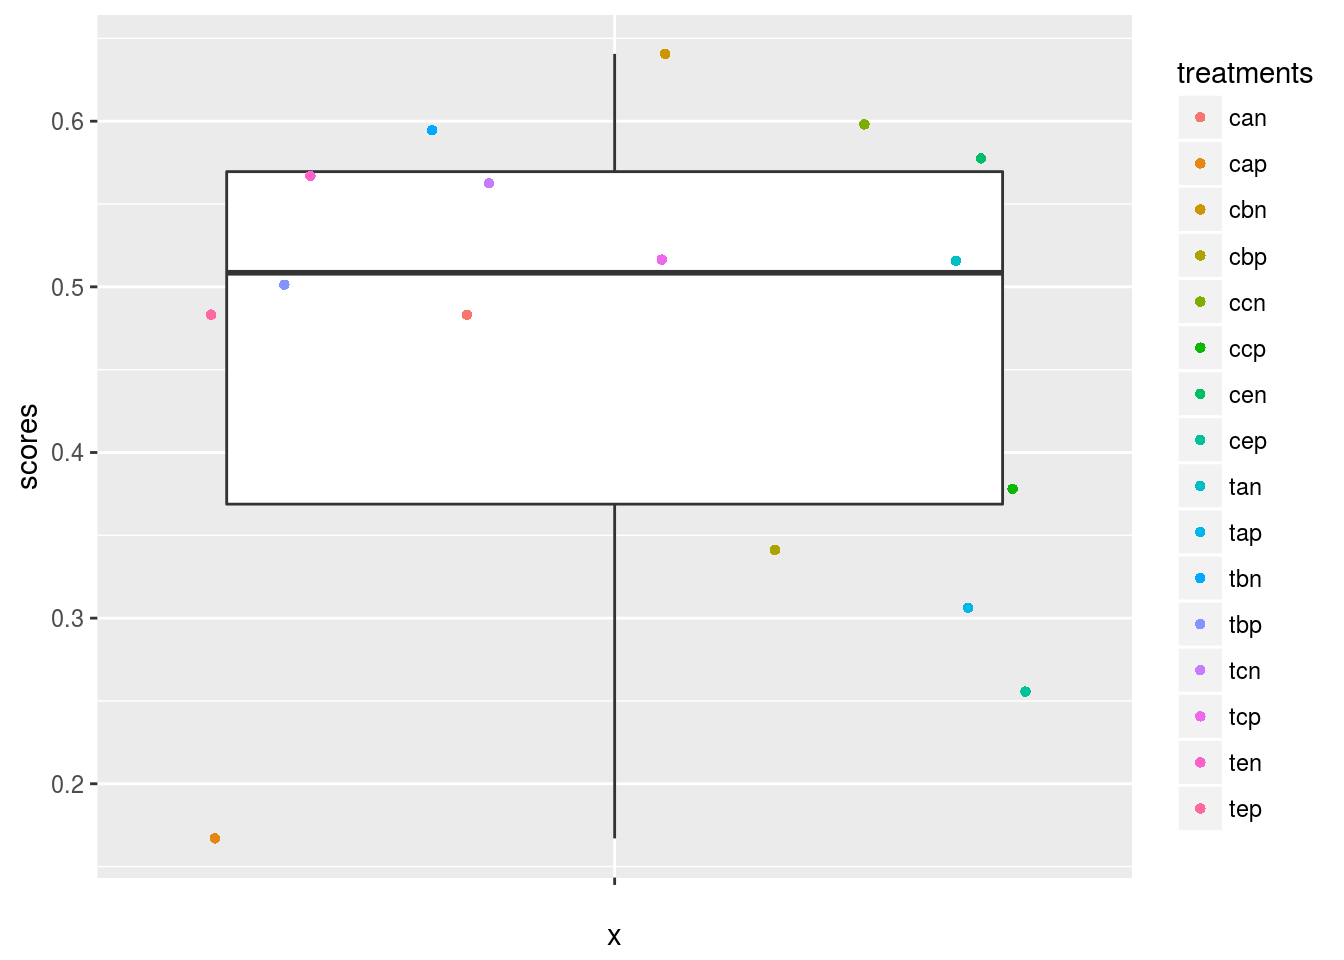 treatments
can
cap
cbn
cbp
ccn
ccp
cen
cep
tan
tap
tbn
tbp
tcn
tcp
ten
tep
0.6
0.5
0.4
0.3
0.2
scores
x